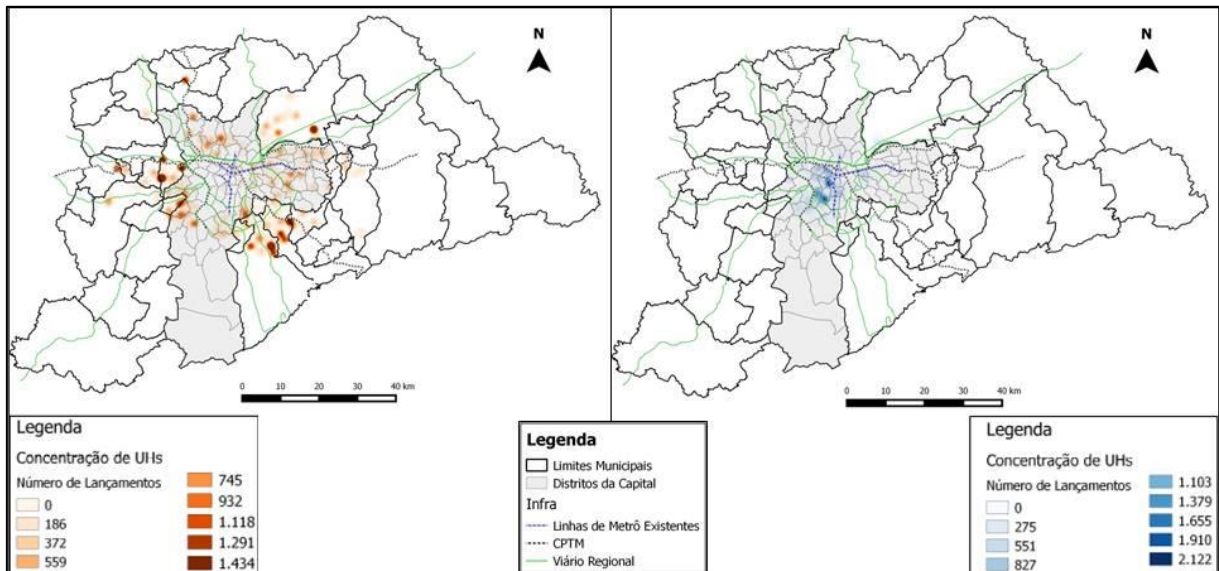 N
0 10 20 30 40 km
N
0 10 20 30 40 km
Legenda
Concentração de UHs
Número de Lançamentos
0
186
372
559
745
932
1.118
1.291
1.434
Legenda
Limites Municipais
Distritos da Capital
Infra
Linhas de Metrô Existentes
CPTM
Viário Regional
Legenda
Concentração de UHs
Número de Lançamentos
0
275
551
827
1.103
1.379
1.655
1.910
2.122